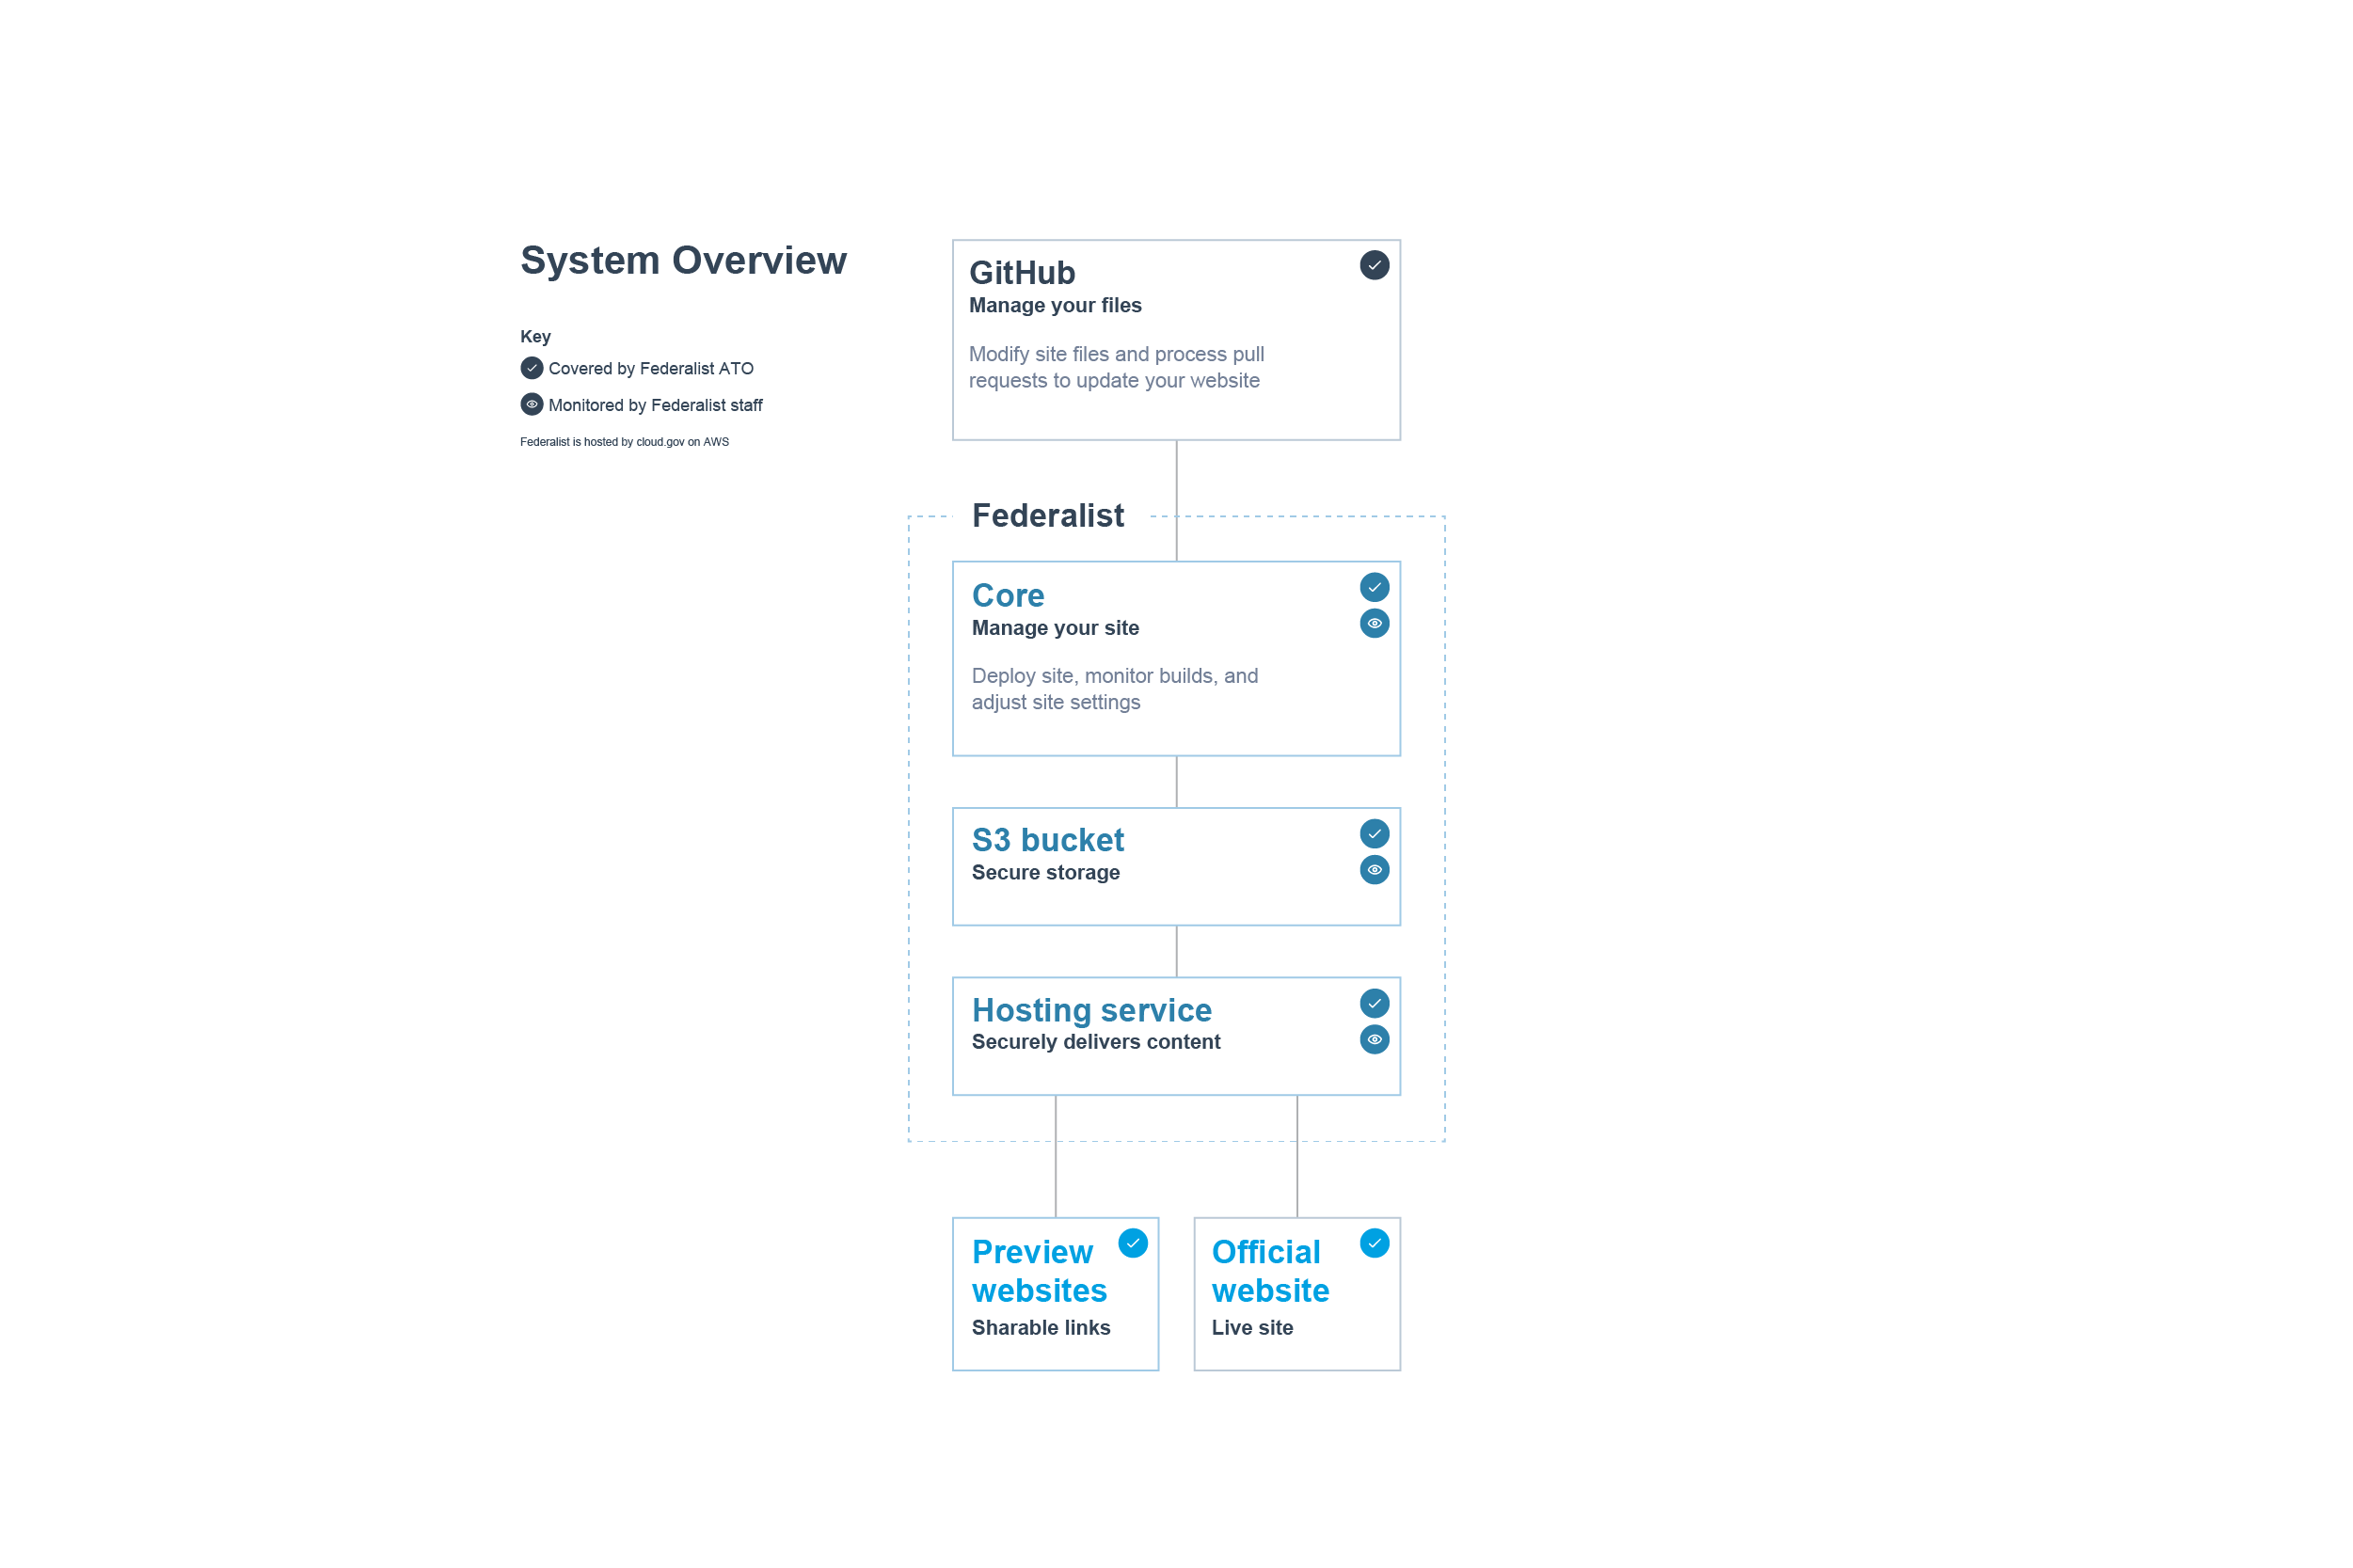 System Overview
Key
Covered by Federalist ATO
Monitored by Federalist staff
Federalist is hosted by cloud.gov on AWS
GitHub
Manage your files
Modify site files and process pull
requests to update your website
Federalist
Core
Manage your site
Deploy site, monitor builds, and
adjust site settings
S3 bucket
Secure storage
Hosting service
Securely delivers content
Preview
websites
Sharable links
Official
website
Live site